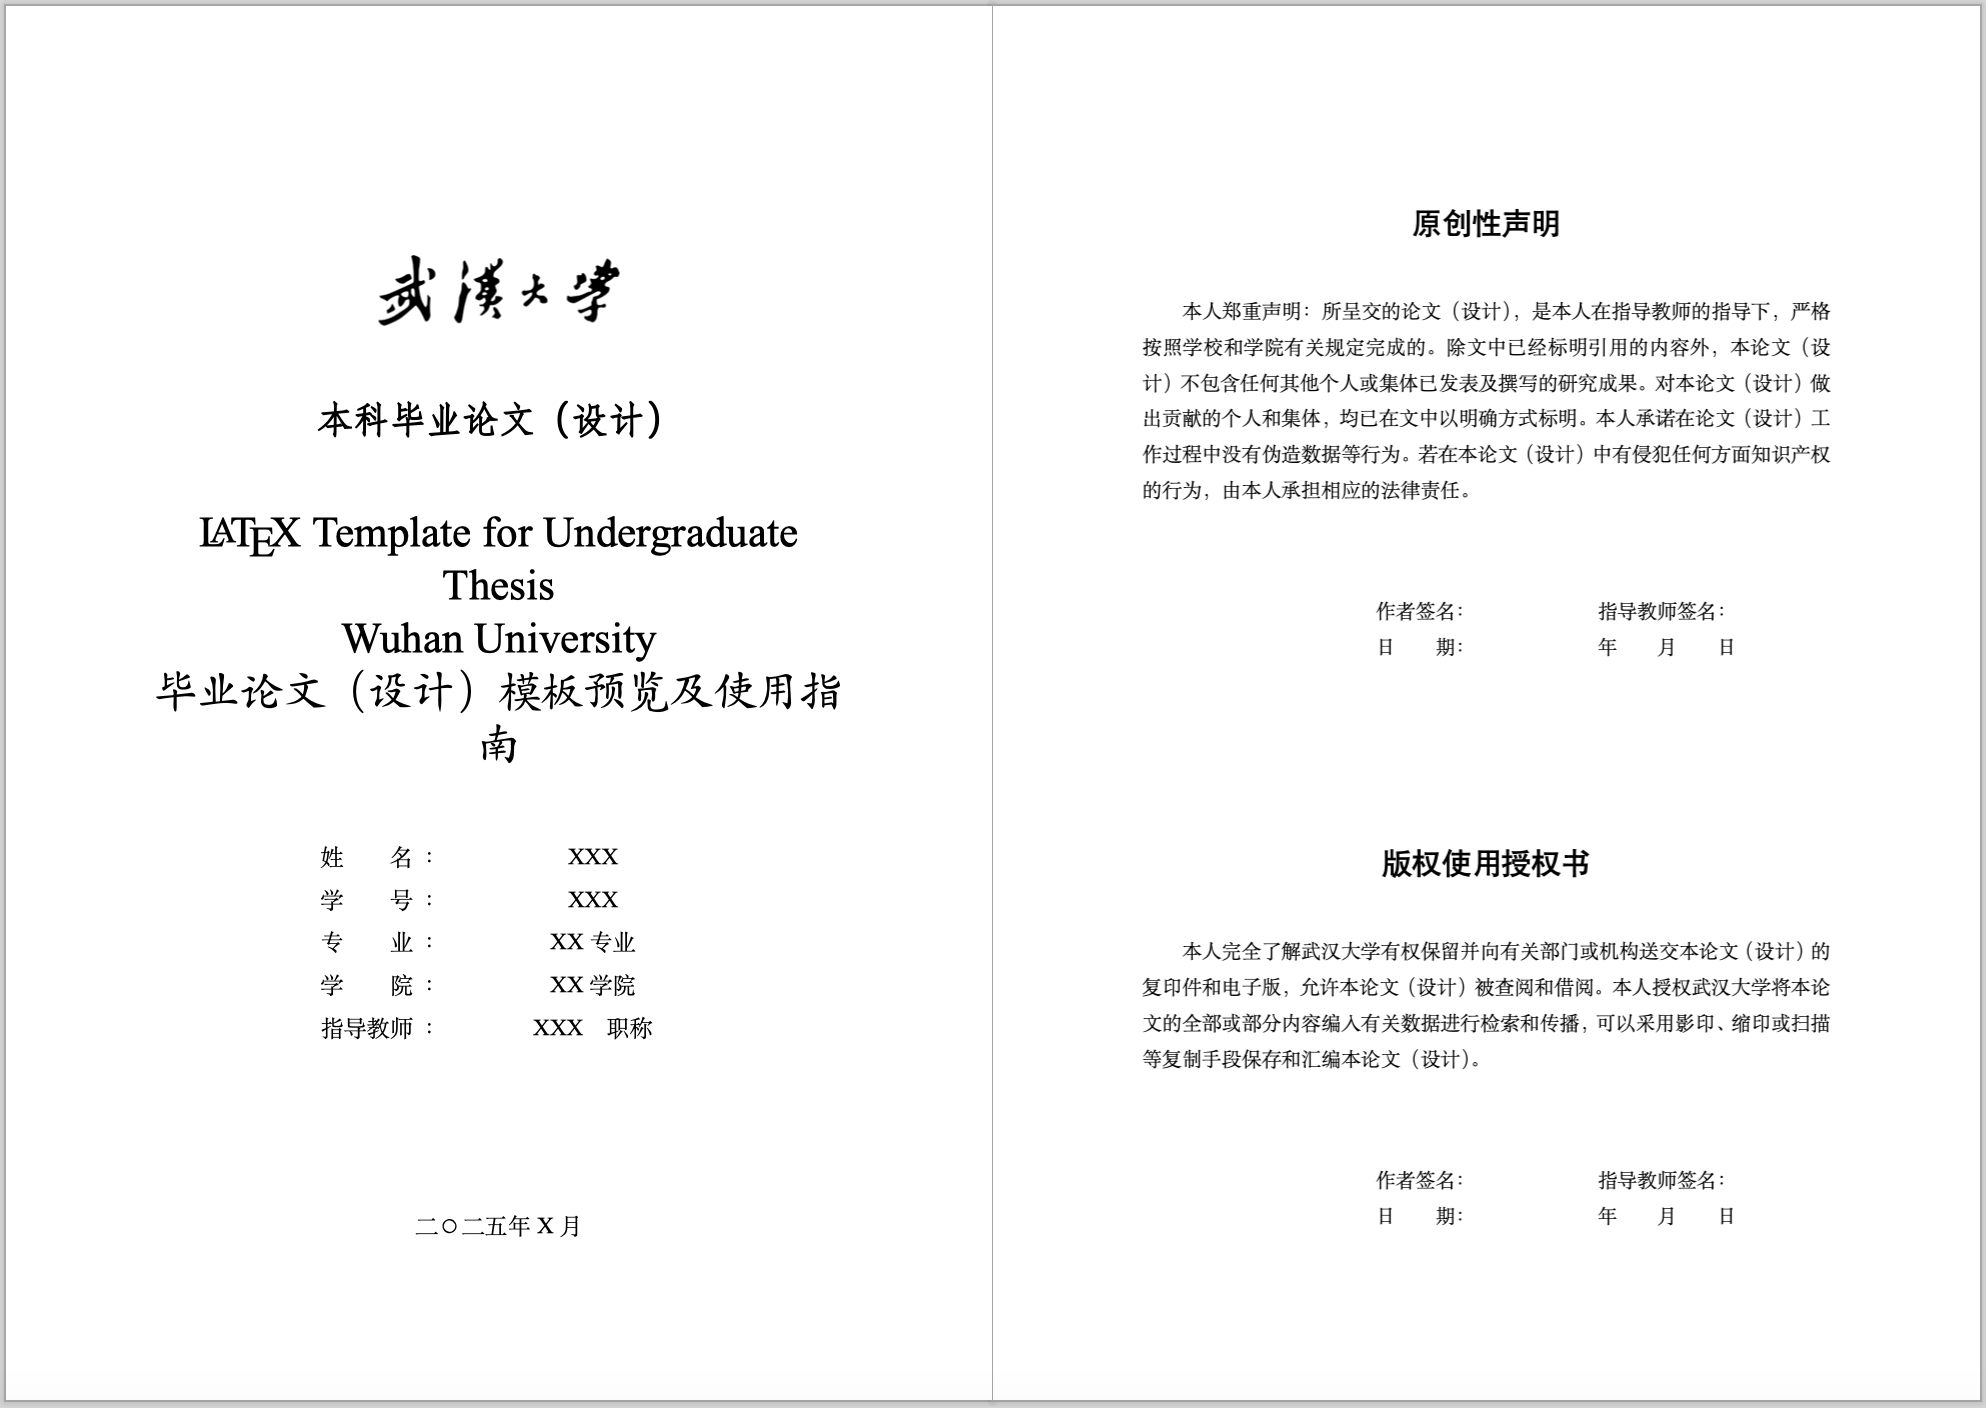 武漢大學
本科毕业论文（设计）
LATEX Template for Undergraduate
Thesis
Wuhan University
毕业论文（设计）模板预览及使用指
南
姓 名：
XXX
学 号：
XXX
专 业：
XX 专业
学 院：
XX 学院
指导教师：
XXX 职称
二〇二五年 X 月
原创性声明
本人郑重声明：所呈交的论文（设计），是本人在指导教师的指导下，严格
按照学校和学院有关规定完成的。除文中已经标明引用的内容外，本论文（设
计）不包含任何其他个人或集体已发表及撰写的研究成果。对本论文（设计）做
出贡献的个人和集体，均已在文中以明确方式标明。本人承诺在论文（设计）工
作过程中没有伪造数据等行为。若在本论文（设计）中有侵犯任何方面知识产权
的行为，由本人承担相应的法律责任。
作者签名： 指导教师签名：
日 期： 年 月 日
版权使用授权书
本人完全了解武汉大学有权保留并向有关部门或机构送交本论文（设计）的
复印件和电子版，允许本论文（设计）被查阅和借阅。本人授权武汉大学将本论
文的全部或部分内容编入有关数据进行检索和传播，可以采用影印、缩印或扫描
等复制手段保存和汇编本论文（设计）。
作者签名： 指导教师签名：
日 期： 年 月 日